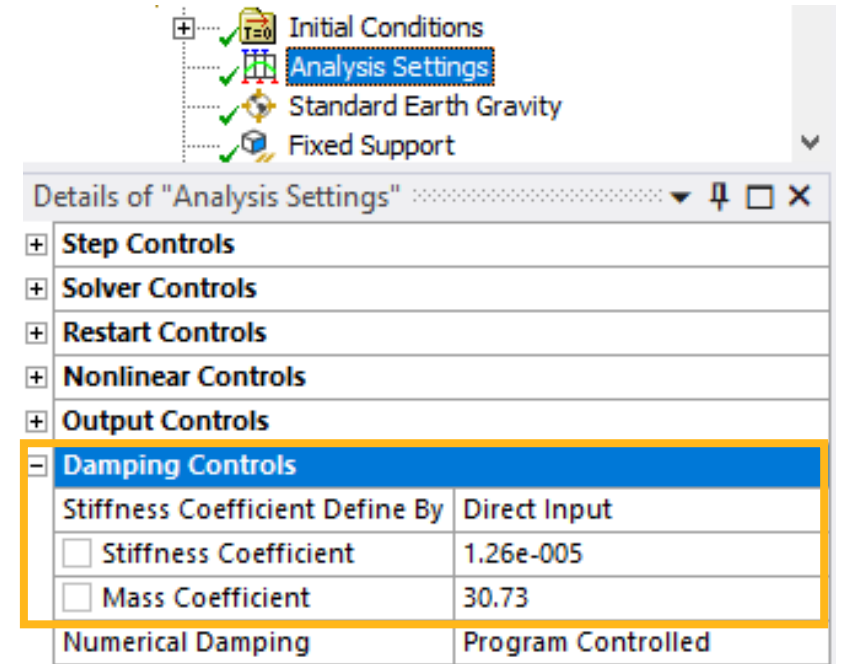 T=0 Initial Conditions
Analysis Settings
Standard Earth Gravity
Fixed Support
Details of "Analysis Settings"
Step Controls
Solver Controls
Restart Controls
Nonlinear Controls
Output Controls
Damping Controls
Stiffness Coefficient Define By Direct Input
Stiffness Coefficient 1.26e-005
Mass Coefficient 30.73
Numerical Damping Program Controlled